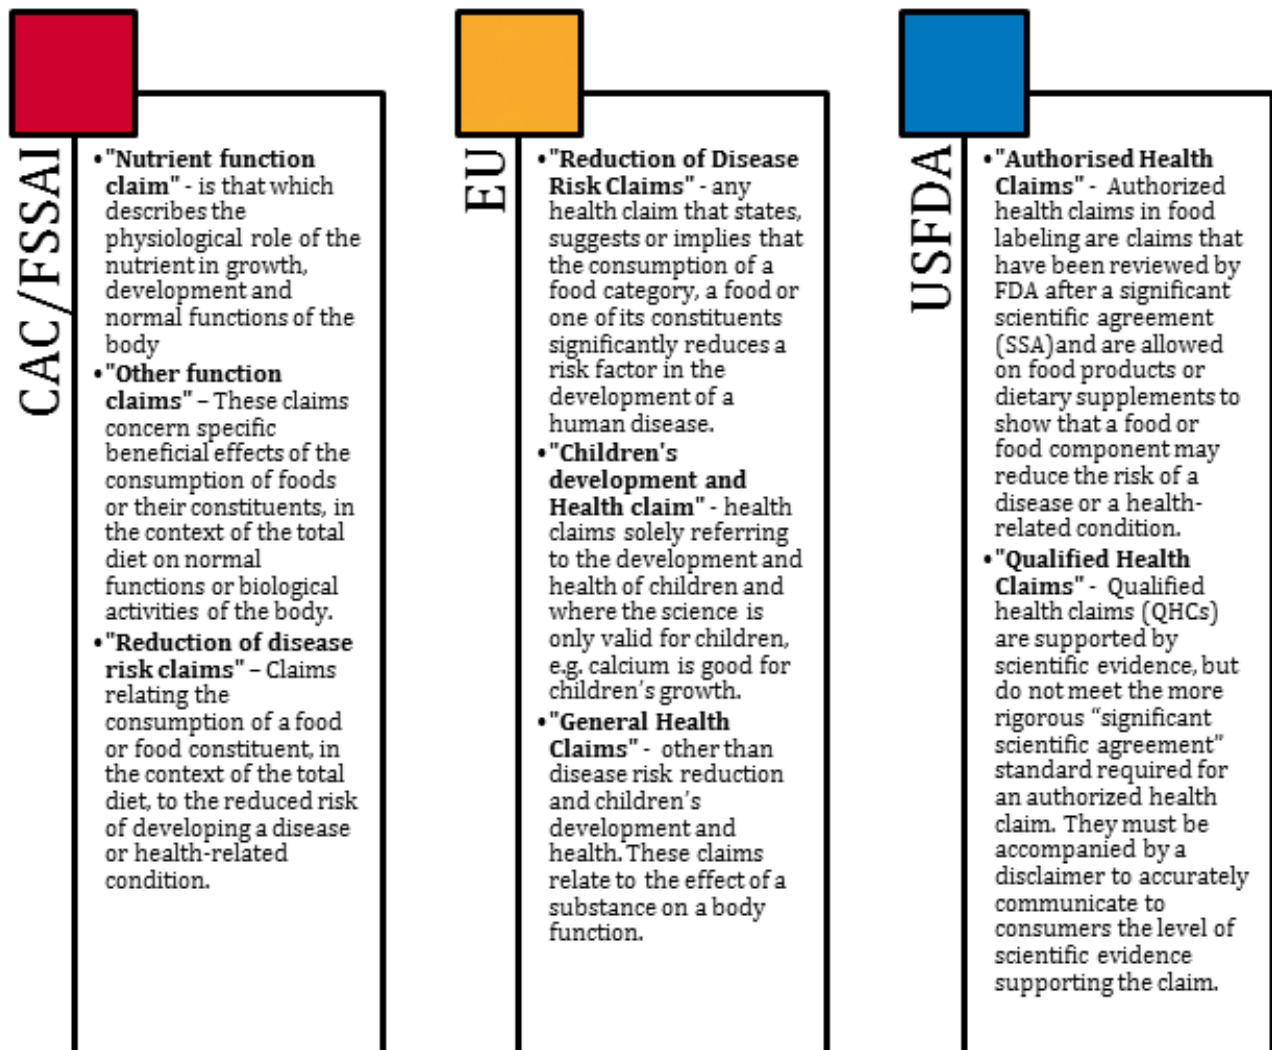 CAC/FSSAI
•"Nutrient function
claim" - is that which
describes the
physiological role of the
nutrient in growth,
development and
normal functions of the
body
•"Other function
claims" – These claims
concern specific
beneficial effects of the
consumption of foods
or their constituents, in
the context of the total
diet on normal
functions or biological
activities of the body.
•"Reduction of disease
risk claims" – Claims
relating the
consumption of a food
or food constituent, in
the context of the total
diet, to the reduced risk
of developing a disease
or health-related
condition.
EU
•"Reduction of Disease
Risk Claims" - any
health claim that states,
suggests or implies that
the consumption of a
food category, a food or
one of its constituents
significantly reduces a
risk factor in the
development of a
human disease.
•"Children's
development and
Health claim" - health
claims solely referring
to the development and
health of children and
where the science is
only valid for children,
e.g. calcium is good for
children’s growth.
•"General Health
Claims" - other than
disease risk reduction
and children’s
development and
health. These claims
relate to the effect of a
substance on a body
function.
USFDA
•"Authorised Health
Claims" - Authorized
health claims in food
labeling are claims that
have been reviewed by
FDA after a significant
scientific agreement
(SSA)and are allowed
on food products or
dietary supplements to
show that a food or
food component may
reduce the risk of a
disease or a health-
related condition.
•"Qualified Health
Claims" - Qualified
health claims (QHCs)
are supported by
scientific evidence, but
do not meet the more
rigorous “significant
scientific agreement”
standard required for
an authorized health
claim. They must be
accompanied by a
disclaimer to accurately
communicate to
consumers the level of
scientific evidence
supporting the claim.